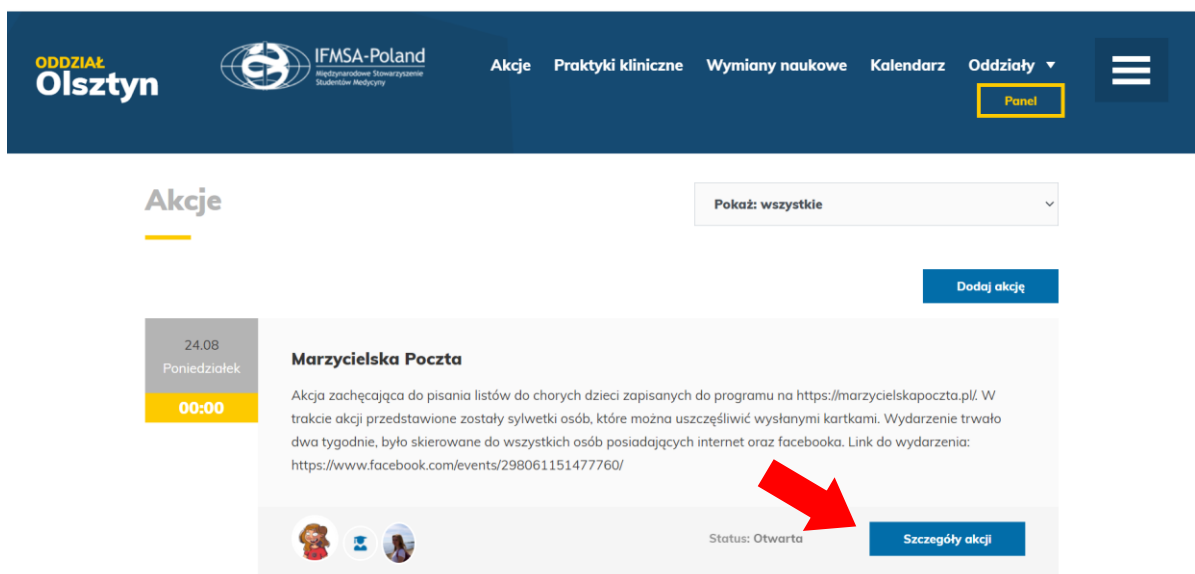 ODDZIAŁ
Olsztyn
IFMSA-Poland
Międzynarodowe Stowarzyszenie
Studentów Medycyny
Akcje Praktyki kliniczne Wymiany naukowe Kalendarz Oddziały ▼
Panel
Akcje
Pokaż: wszystkie
Dodaj akcję
24.08
Poniedziałek
00:00
Marzycielska Poczta
Akcja zachęcająca do pisania listów do chorych dzieci zapisanych do programu na https://marzycielskapoczta.pl/. W
trakcie akcji przedstawione zostały sylwetki osób, które można uszczęśliwić wysłanymi kartkami. Wydarzenie trwało
dwa tygodnie, było skierowane do wszystkich osób posiadających internet oraz facebooka. Link do wydarzenia:
https://www.facebook.com/events/298061151477760/
Status: Otwarta
Szczegóły akcji